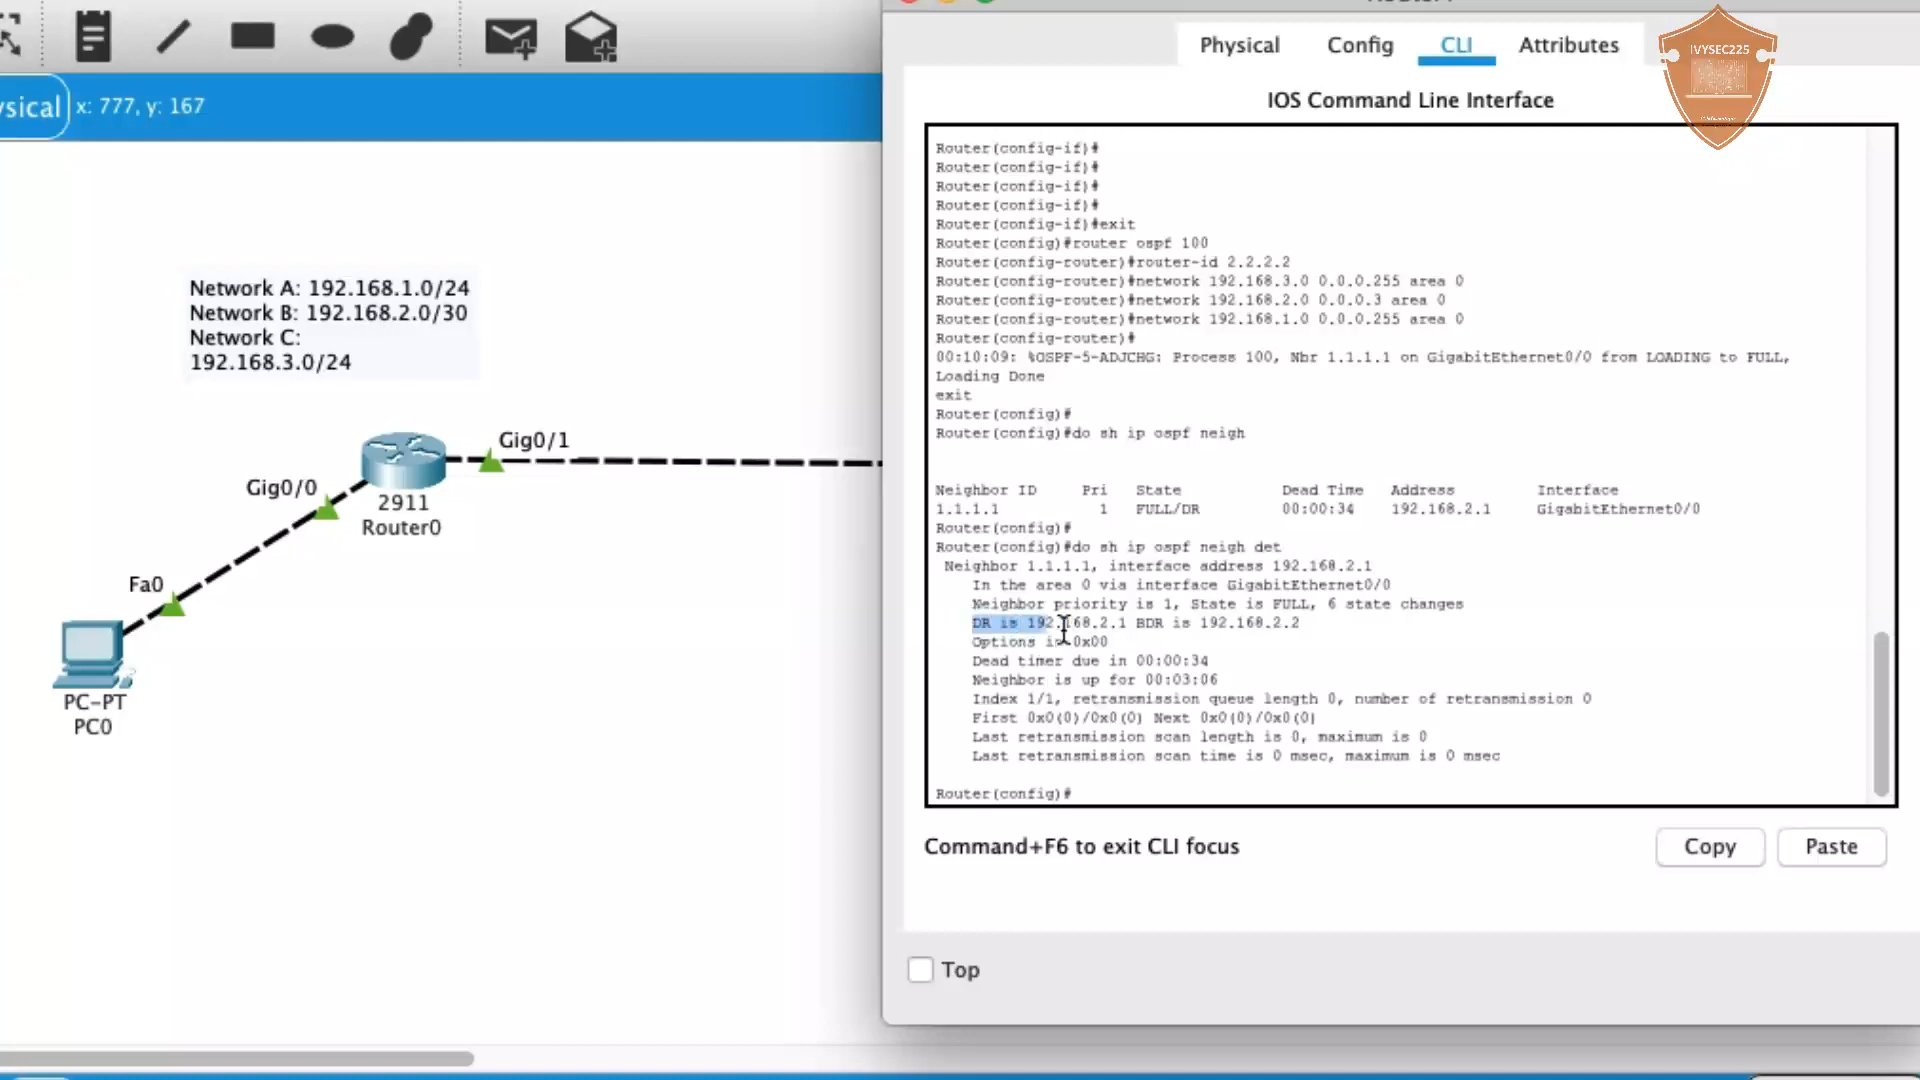 ysical
x: 777, y: 167
Network A: 192.168.1.0/24
Network B: 192.168.2.0/30
Network C:
192.168.3.0/24
Gig0/1
Gig0/0
2911
Router0
Fa0
PC-PT
PC0
Physical
Config
CLI
Attributes
IVYSEC225
IOS Command Line Interface
Router(config-if)#
Router(config-if)#
Router(config-if)#
Router(config-if)#
Router(config-if)#exit
Router(config)#router ospf 100
Router(config-router)#router-id 2.2.2.2
Router(config-router)#network 192.168.3.0 0.0.0.255 area 0
Router(config-router)#network 192.168.2.0 0.0.0.3 area 0
Router(config-router)#network 192.168.1.0 0.0.0.255 area 0
Router(config-router)#
00:10:09: %OSPF-5-ADJCHG: Process 100, Nbr 1.1.1.1 on GigabitEthernet0/0 from LOADING to FULL,
Loading Done
exit
Router(config)#
Router(config)#do sh ip ospf neigh
Neighbor ID Pri State Dead Time Address Interface
1.1.1.1 1 FULL/DR 00:00:34 192.168.2.1 GigabitEthernet0/0
Router(config)#
Router(config)#do sh ip ospf neigh det
Neighbor 1.1.1.1, interface address 192.168.2.1
In the area 0 via interface GigabitEthernet0/0
Neighbor priority is 1, State is FULL, 6 state changes
DR is 192.168.2.1 BDR is 192.168.2.2
Options is 0x00
Dead timer due in 00:00:34
Neighbor is up for 00:03:06
Index 1/1, retransmission queue length 0, number of retransmission 0
First 0x0(0)/0x0(0) Next 0x0(0)/0x0(0)
Last retransmission scan length is 0, maximum is 0
Last retransmission scan time is 0 msec, maximum is 0 msec
Router(config)#
Command+F6 to exit CLI focus
Copy
Paste
Top